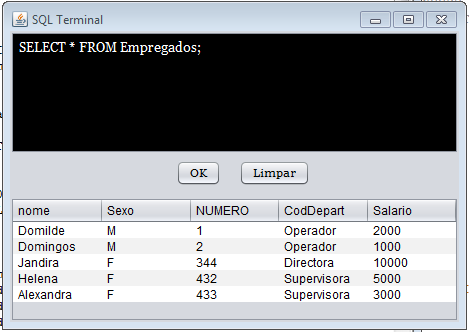 SQL Terminal
SELECT * FROM Empregados;
OK Limpar
nome Sexo NUMERO CodDepart Salario
Domilde M 1 Operador 2000
Domingos M 2 Operador 1000
Jandira F 344 Directora 10000
Helena F 432 Supervisora 5000
Alexandra F 433 Supervisora 3000